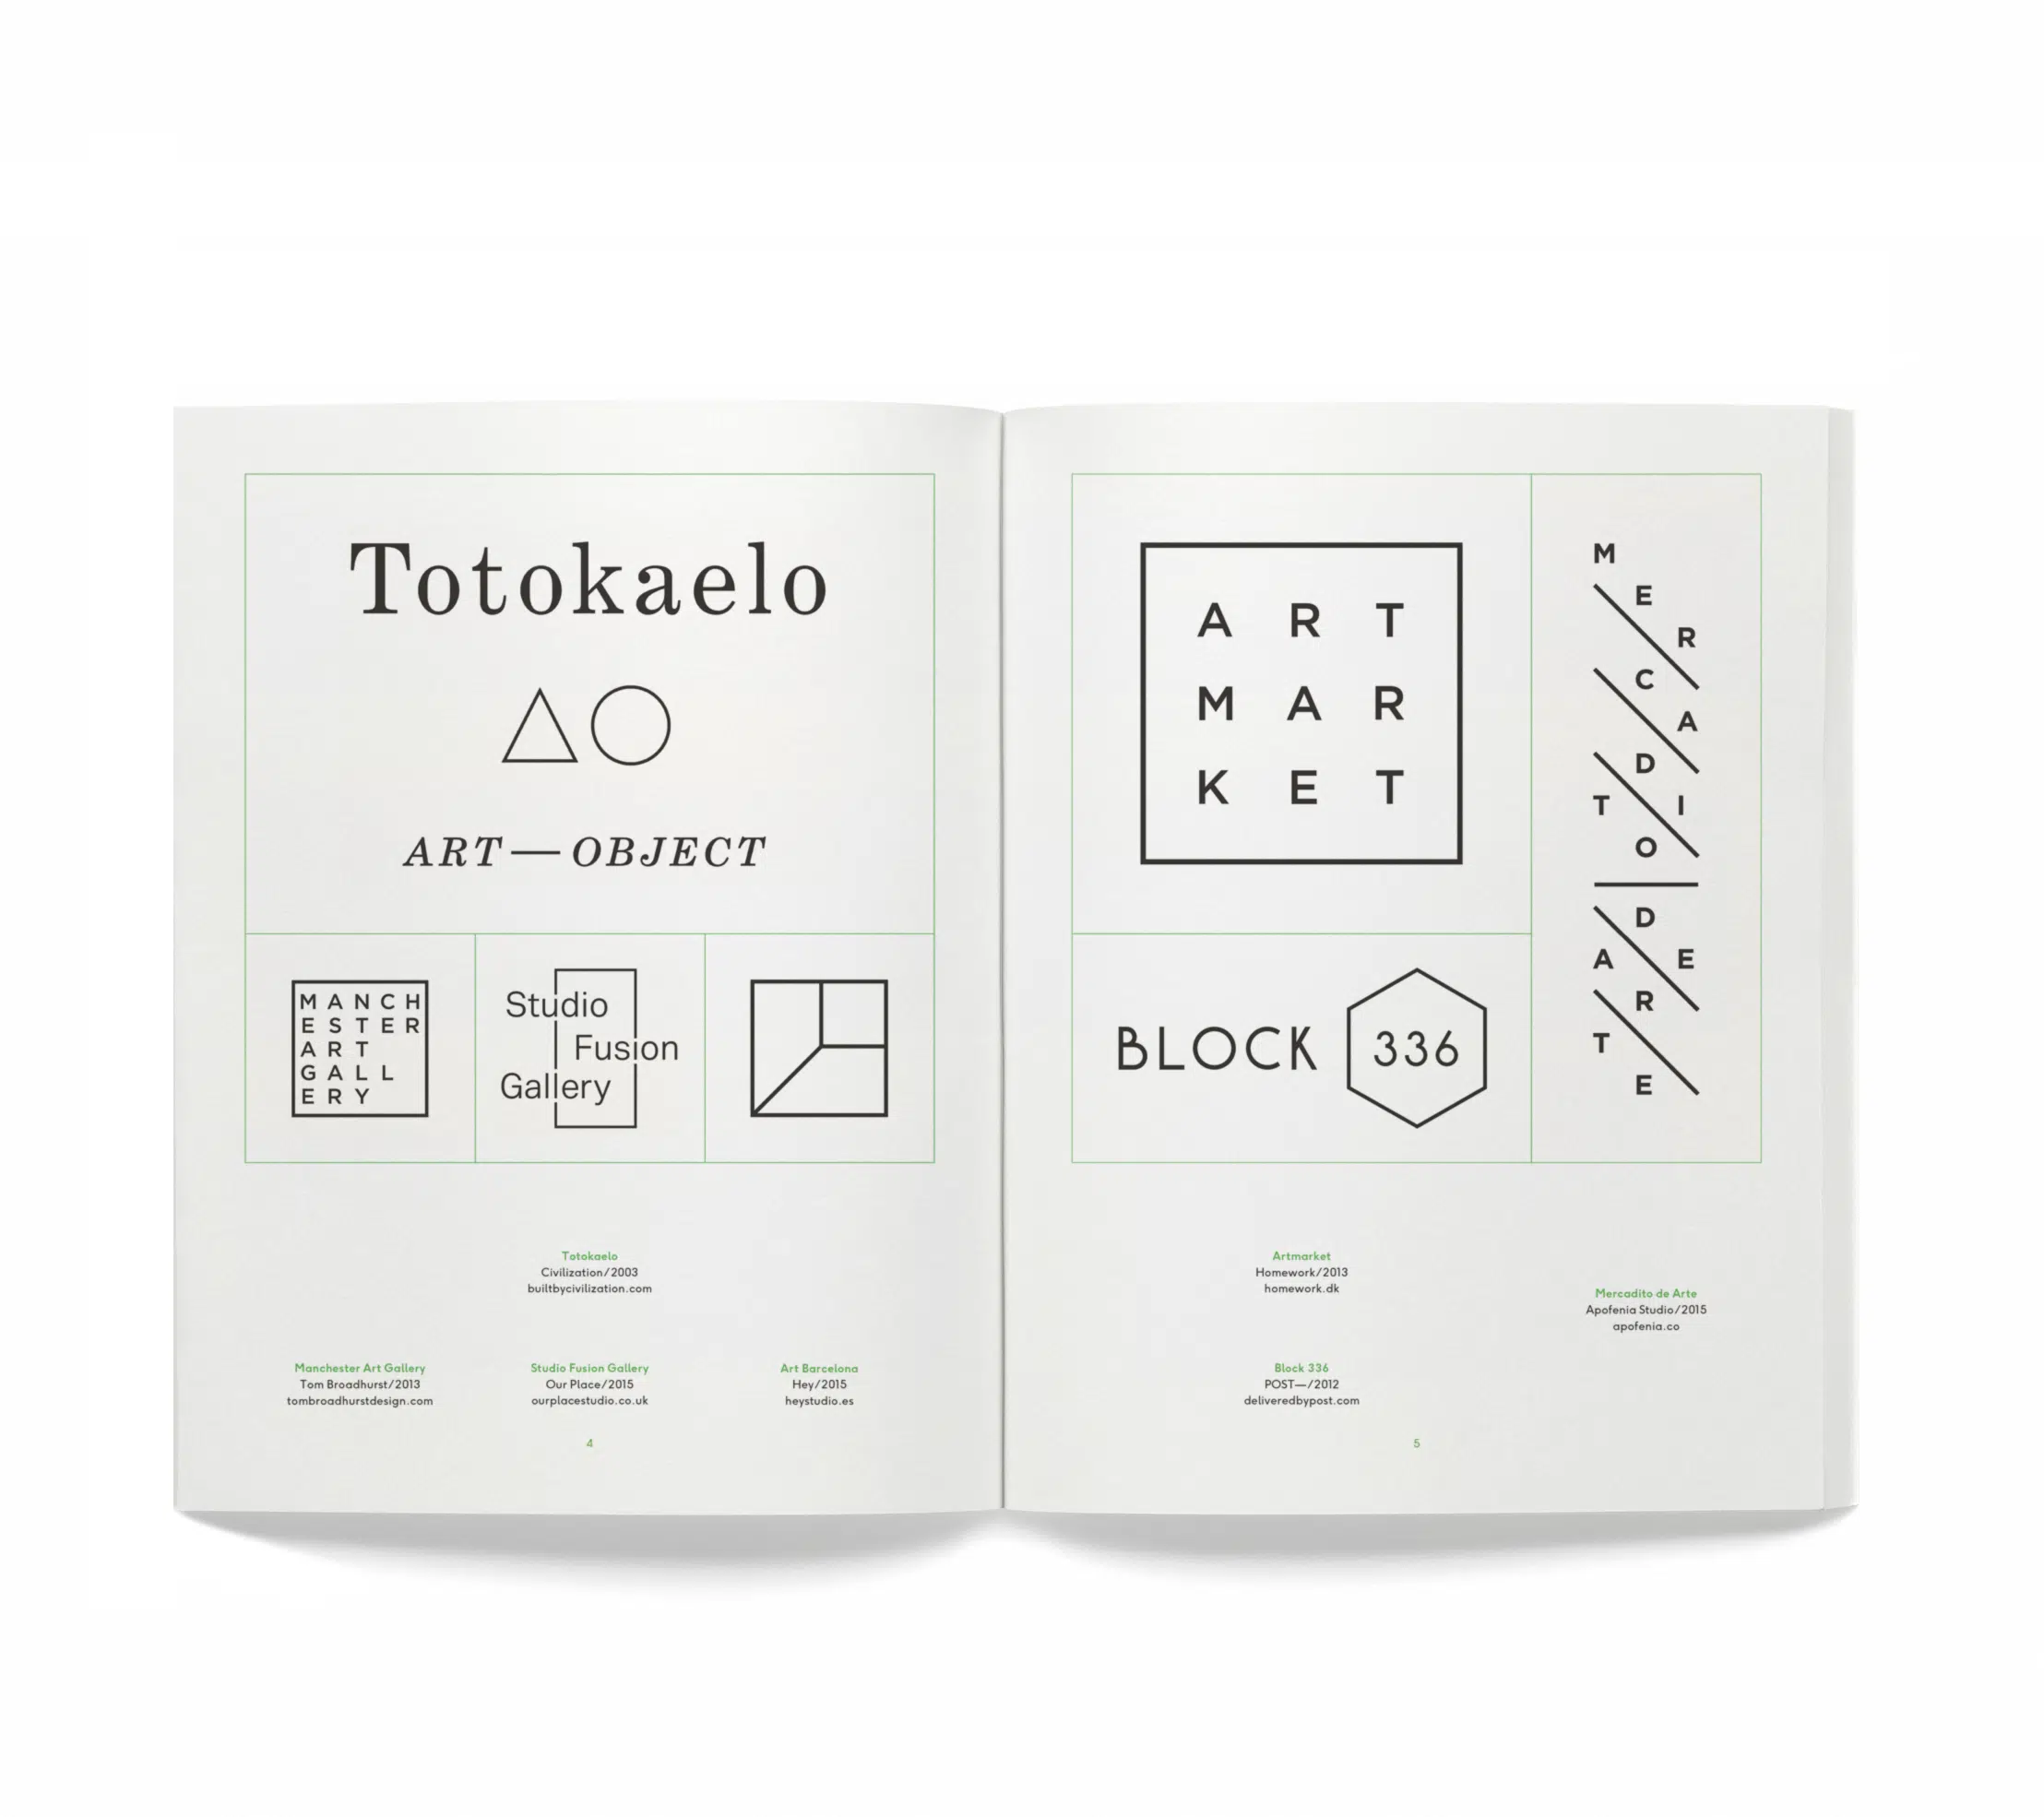 Totokaelo
ART—OBJECT
MANCH
ESTER
ART
GALL
ERY
Studio
Fusion
Gallery
Totokaelo
Civilization/2003
builtbycivilization.com
Manchester Art Gallery
Tom Broadhurst/2013
tombroadhurstdesign.com
Studio Fusion Gallery
Our Place/2015
ourplacestudio.co.uk
Art Barcelona
Hey/2015
heystudio.es
4
A R T
M A R
K E T
BLOCK 336
M
E
R
C
A
D
T I
O
D
A E
R
T
E
Artmarket
Homework/2013
homework.dk
Mercadito de Arte
Apofenia Studio/2015
apofenia.co
Block 336
POST—/2012
deliveredbypost.com
5